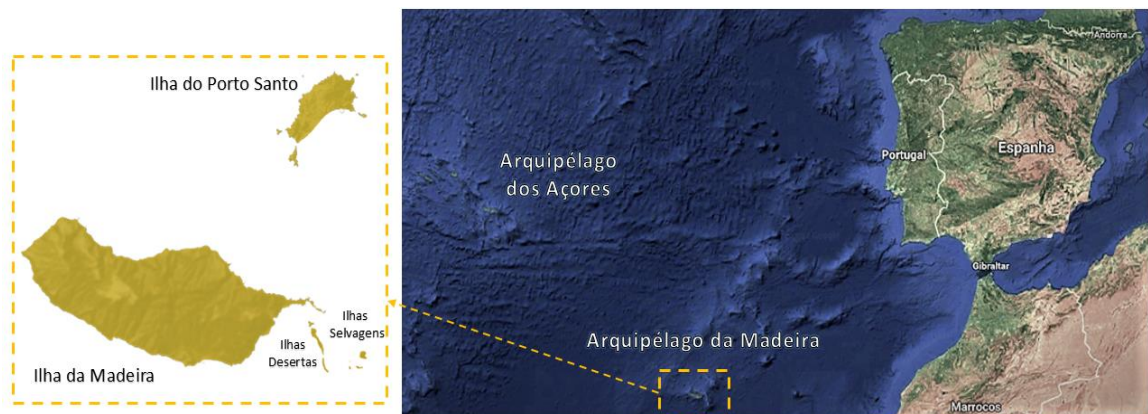 Ilha do Porto Santo
Ilhas
Selvagens
Ilhas
Desertas
Ilha da Madeira
Arquipélago
dos Açores
Arquipélago da Madeira
Andorra
Espanha
Portugal
Gibraltar
Marrocos